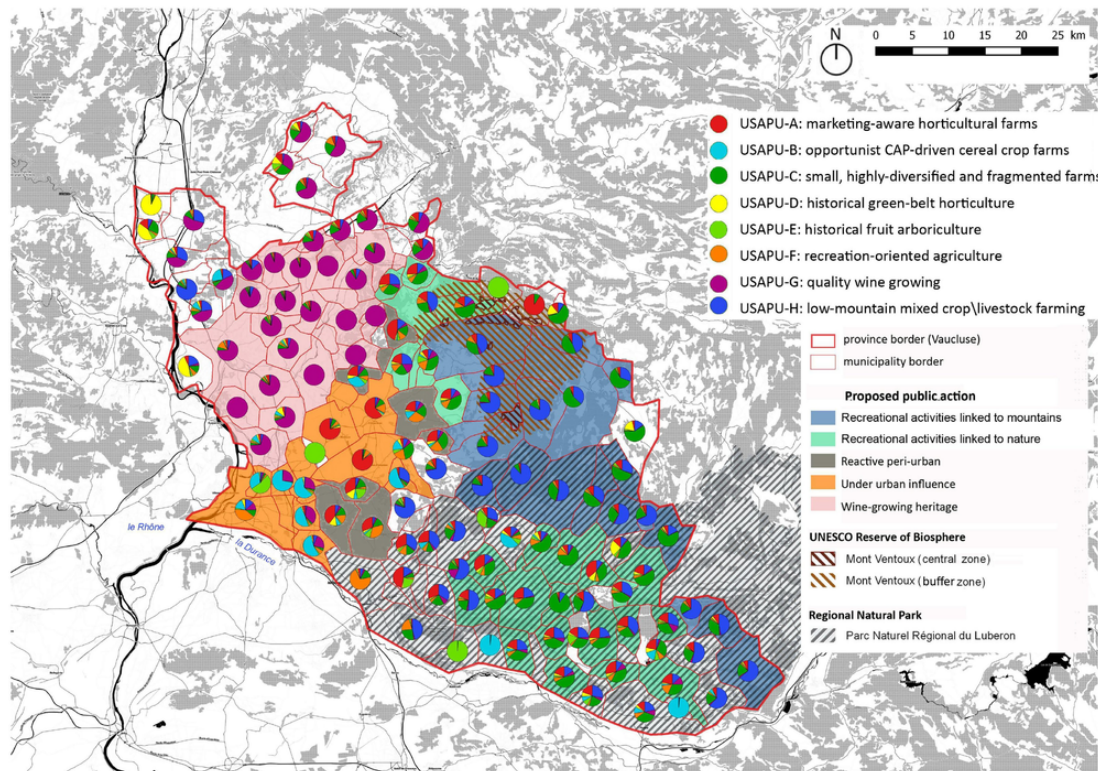 N
0 5 10 15 20 25 km
USAPU-A: marketing-aware horticultural farms
USAPU-B: opportunist CAP-driven cereal crop farms
USAPU-C: small, highly-diversified and fragmented farms
USAPU-D: historical green-belt horticulture
USAPU-E: historical fruit arboriculture
USAPU-F: recreation-oriented agriculture
USAPU-G: quality wine growing
USAPU-H: low-mountain mixed crop\livestock farming
province border (Vaucluse)
municipality border
Proposed public action
Recreational activities linked to mountains
Recreational activities linked to nature
Reactive peri-urban
Under urban influence
Wine-growing heritage
UNESCO Reserve of Biosphere
Mont Ventoux (central zone)
Mont Ventoux (buffer zone)
Regional Natural Park
Parc Naturel Régional du Luberon
le Rhône
la Durance